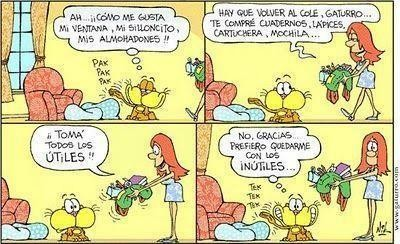 AH...¡¡CÓMO ME GUSTA
MI VENTANA, MI SILLONCITO,
MIS ALMOHADONES!!
PAK
PAK
PAK
HAY QUE VOLVER AL COLE, GATURRO...
TE COMPRÉ CUADERNOS, LÁPICES,
CARTUCHERA, MOCHILA...
¡¡TOMÁ
TODOS LOS
ÚTILES!!
NO, GRACIAS...
PREFIERO QUEDARME
CON LOS
¡INÚTILES...
TEK
TEK
TEK
NIK
www.gaturro.com